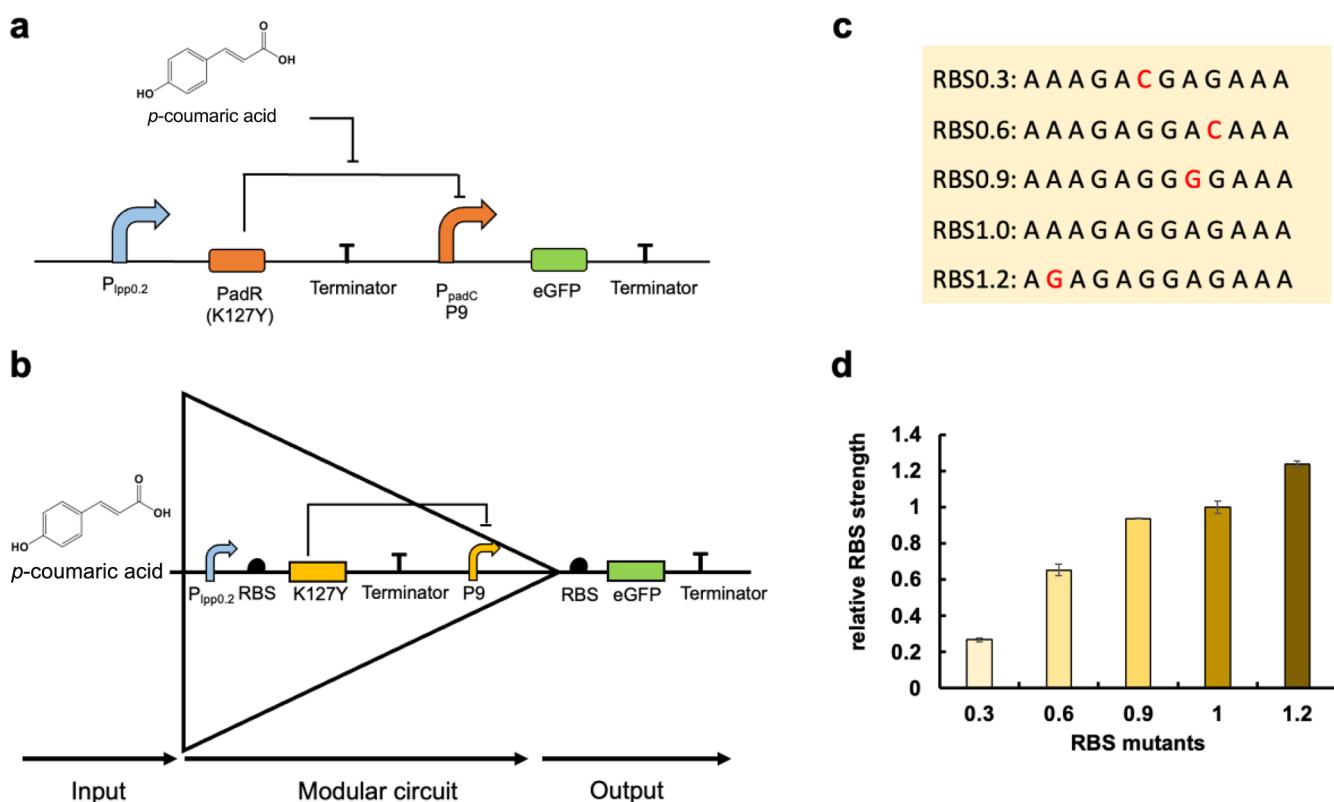 a
O
OH
HO
p-coumaric acid
Plpp0.2
PadR
(K127Y)
Terminator
PpadC
P9
eGFP
Terminator
b
O
OH
HO
p-coumaric acid
Plpp0.2
RBS
K127Y
Terminator
P9
RBS
eGFP
Terminator
Input
Modular circuit
Output
c
RBS0.3: A A A G A C G A G A A A
RBS0.6: A A A G A G G A C A A A
RBS0.9: A A A G A G G G G A A A
RBS1.0: A A A G A G G A G A A A
RBS1.2: A G A G A G G A G A A A
d
relative RBS strength
1.4
1.2
1
0.8
0.6
0.4
0.2
0
0.3 0.6 0.9 1 1.2
RBS mutants